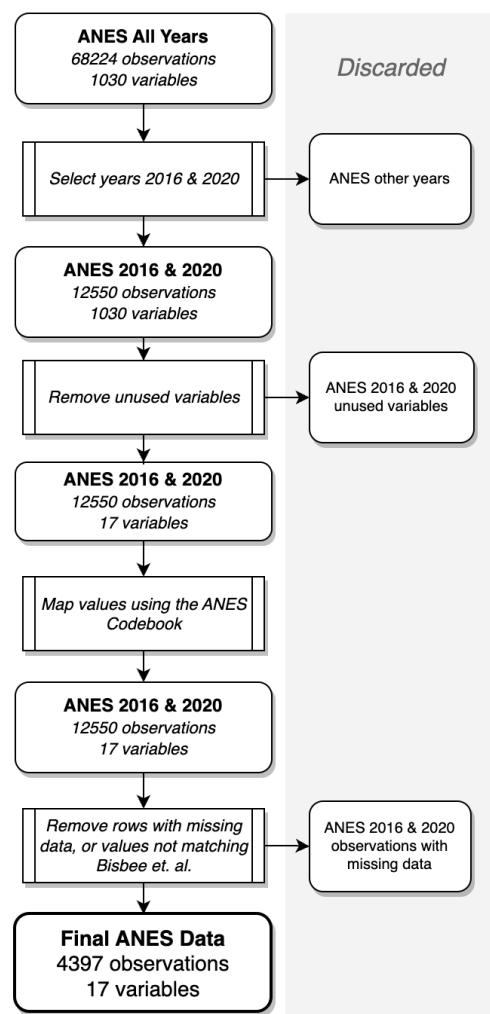 ANES All Years
68224 observations
1030 variables
Discarded
Select years 2016 & 2020
ANES other years
ANES 2016 & 2020
12550 observations
1030 variables
Remove unused variables
ANES 2016 & 2020
unused variables
ANES 2016 & 2020
12550 observations
17 variables
Map values using the ANES
Codebook
ANES 2016 & 2020
12550 observations
17 variables
Remove rows with missing
data, or values not matching
Bisbee et. al.
ANES 2016 & 2020
observations with
missing data
Final ANES Data
4397 observations
17 variables